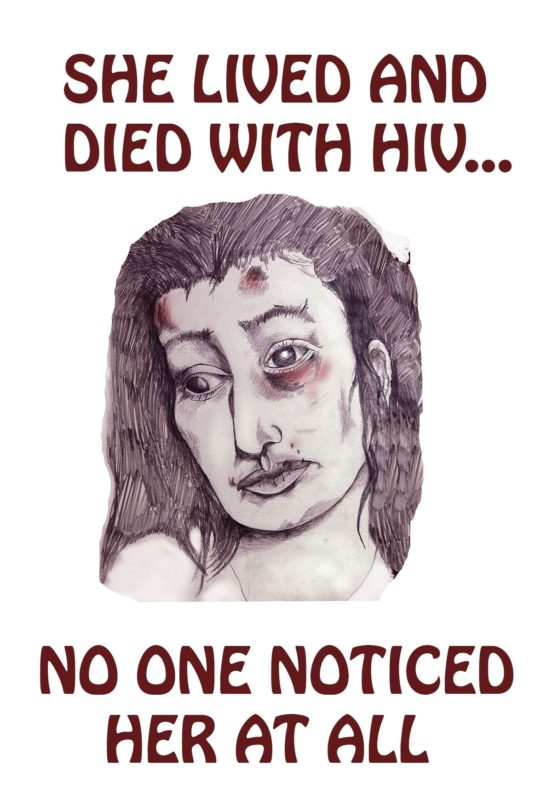 SHE LIVED AND
DIED WITH HIV...
NO ONE NOTICED
HER AT ALL